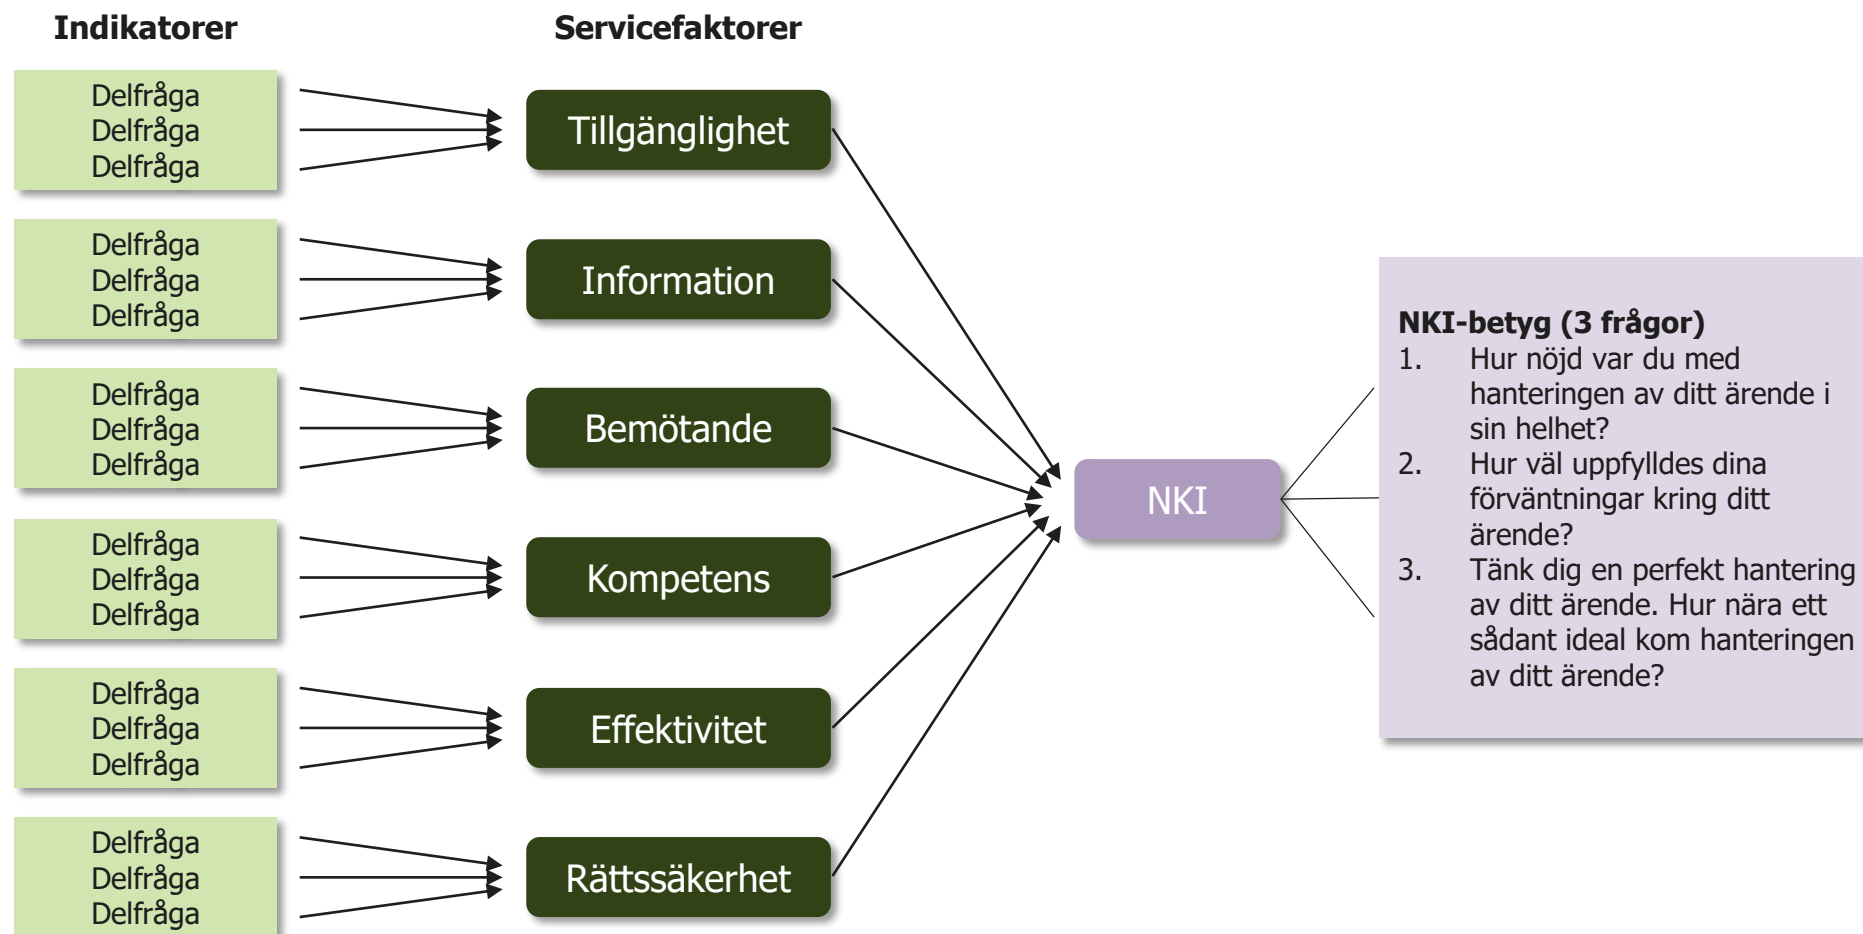 Indikatorer
Servicefaktorer
Delfråga
Delfråga
Delfråga
Tillgänglighet
Delfråga
Delfråga
Delfråga
Information
Delfråga
Delfråga
Delfråga
Bemötande
Delfråga
Delfråga
Delfråga
Kompetens
Delfråga
Delfråga
Delfråga
Effektivitet
Delfråga
Delfråga
Delfråga
Rättssäkerhet
NKI
NKI-betyg (3 frågor)
1. Hur nöjd var du med
hanteringen av ditt ärende i
sin helhet?
2. Hur väl uppfylldes dina
förväntningar kring ditt
ärende?
3. Tänk dig en perfekt hantering
av ditt ärende. Hur nära ett
sådant ideal kom hanteringen
av ditt ärende?